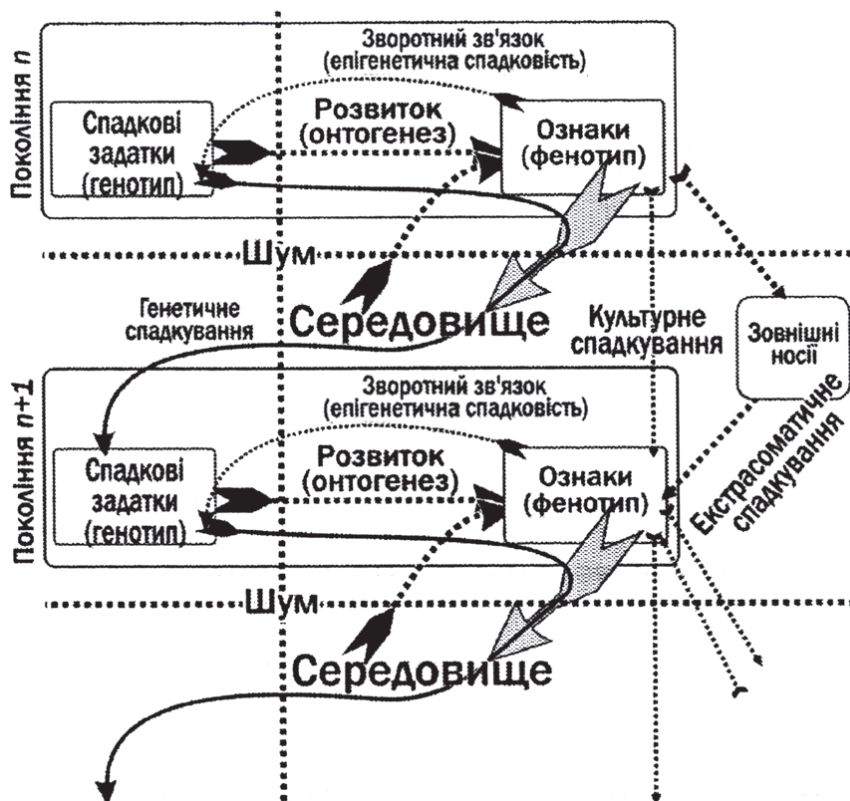 Покоління n
Зворотний зв'язок
(епігенетична спадковість)
Спадкові
задатки
(генотип)
Розвиток
(онтогенез)
Ознаки
(фенотип)
Шум
Генетичне
спадкування
Середовище
Культурне
спадкування
Зовнішні
носії
Екстрасоматичне
спадкування
Покоління n+1
Зворотний зв'язок
(епігенетична спадковість)
Спадкові
задатки
(генотип)
Розвиток
(онтогенез)
Ознаки
(фенотип)
Шум
Середовище